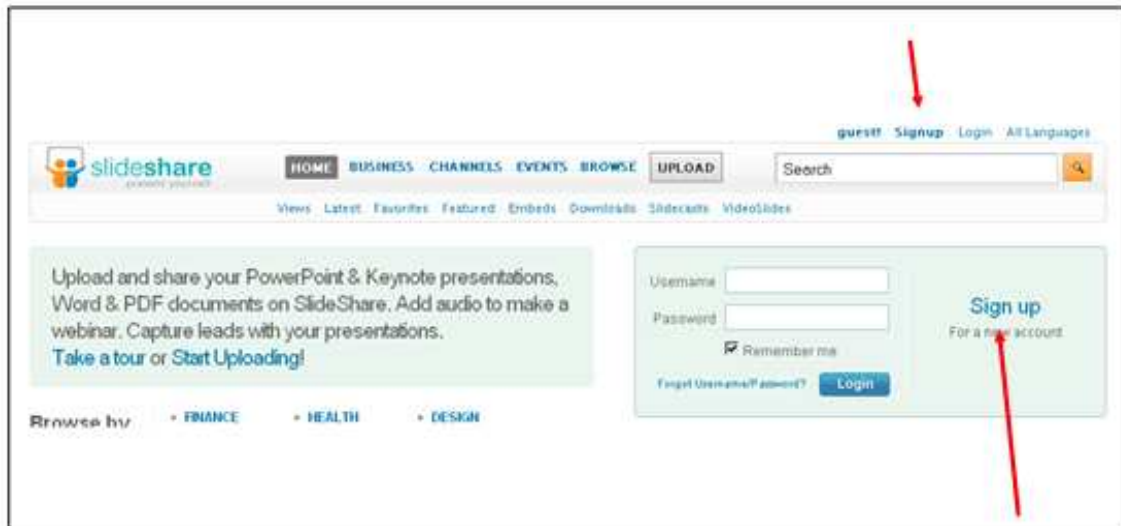 guest! Signup Login All Languages
slideshare
present yourself
HOME BUSINESS CHANNELS EVENTS BROWSE UPLOAD Search
Views Latest Favorites Featured Embeds Downloads Slidecasts VideoSlides
Upload and share your PowerPoint & Keynote presentations,
Word & PDF documents on SlideShare. Add audio to make a
webinar. Capture leads with your presentations.
Take a tour or Start Uploading!
Username
Password
Remember me
Forgot Username/Password? Login
Sign up
For a new account
Browse by FINANCE HEALTH DESIGN